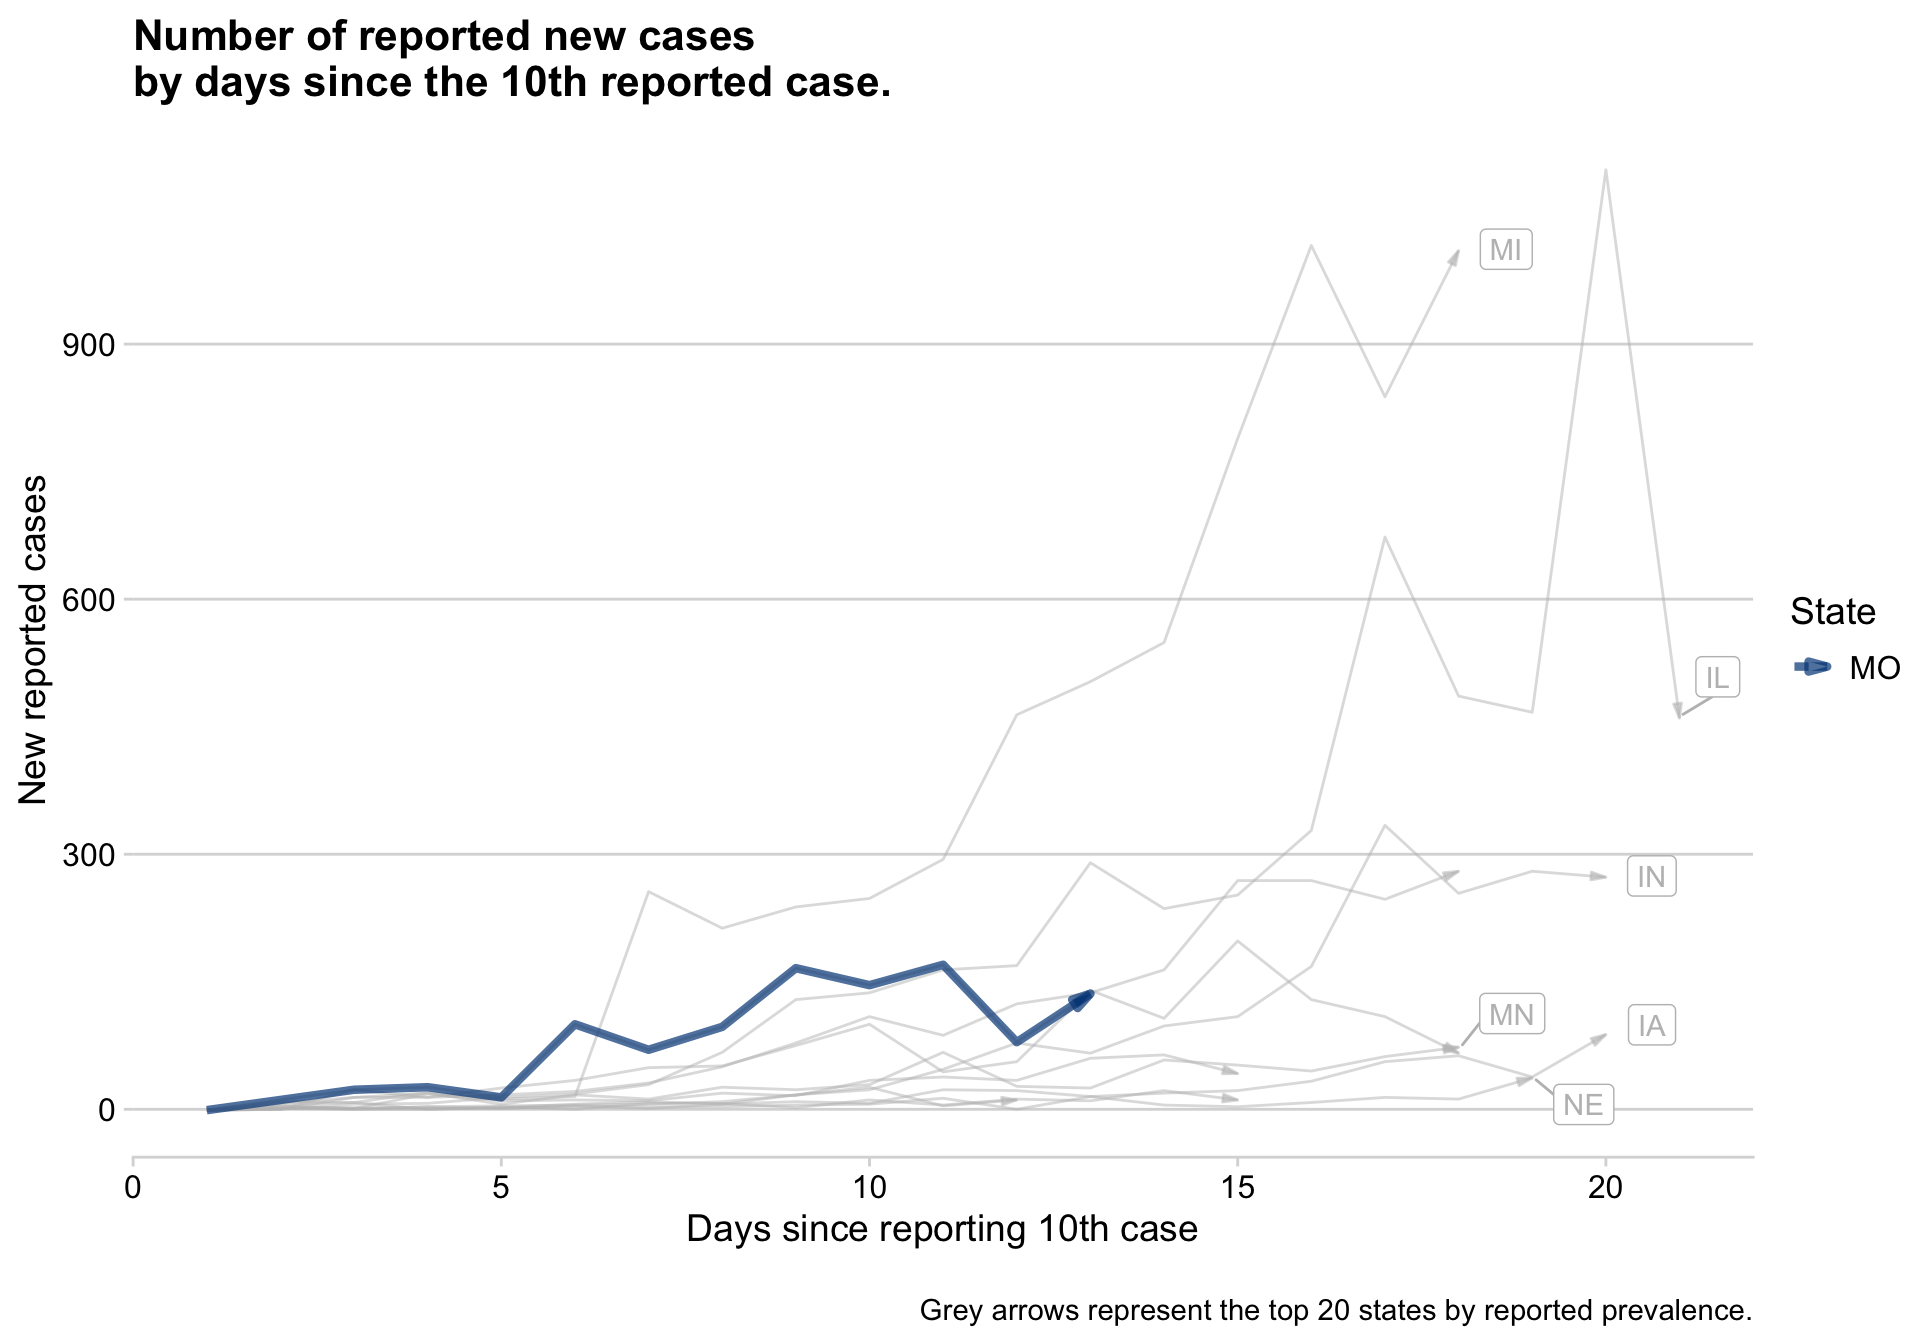 Number of reported new cases
by days since the 10th reported case.
New reported cases
900
600
300
0
MI
IL
IN
MN
IA
NE
State
MO
0
5
10
15
20
Days since reporting 10th case
Grey arrows represent the top 20 states by reported prevalence.